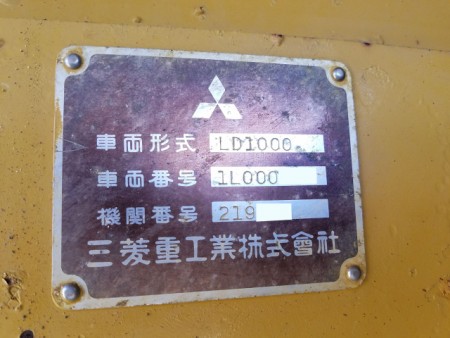 車両形式 LD1000
車両番号 1L000
機関番号 219
三菱重工業株式會社